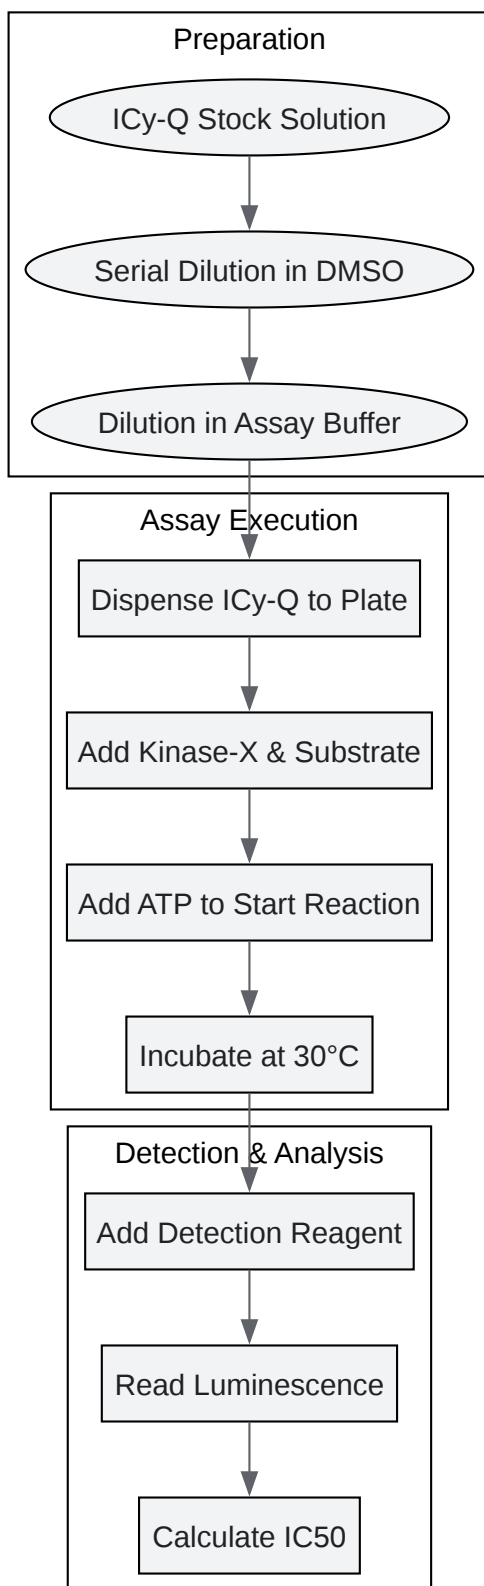 Preparation
ICy-Q Stock Solution
Serial Dilution in DMSO
Dilution in Assay Buffer
Assay Execution
Dispense ICy-Q to Plate
Add Kinase-X & Substrate
Add ATP to Start Reaction
Incubate at 30°C
Detection & Analysis
Add Detection Reagent
Read Luminescence
Calculate IC50